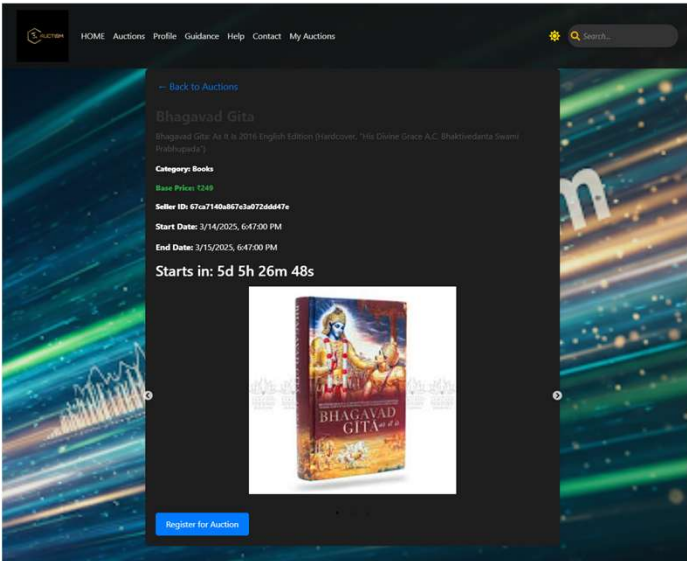 AUCTISM
HOME Auctions Profile Guidance Help Contact My Auctions
Search...
← Back to Auctions
Bhagavad Gita
Bhagavad Gita: As It Is 2016 English Edition (Hardcover, "His Divine Grace A.C. Bhaktivedanta Swami
Prabhupada")
Category: Books
Base Price: ₹249
Seller ID: 67ca7140a867e3a072ddd47e
Start Date: 3/14/2025, 6:47:00 PM
End Date: 3/15/2025, 6:47:00 PM
Starts in: 5d 5h 26m 48s
BHAGAVAD
GITA
Register for Auction